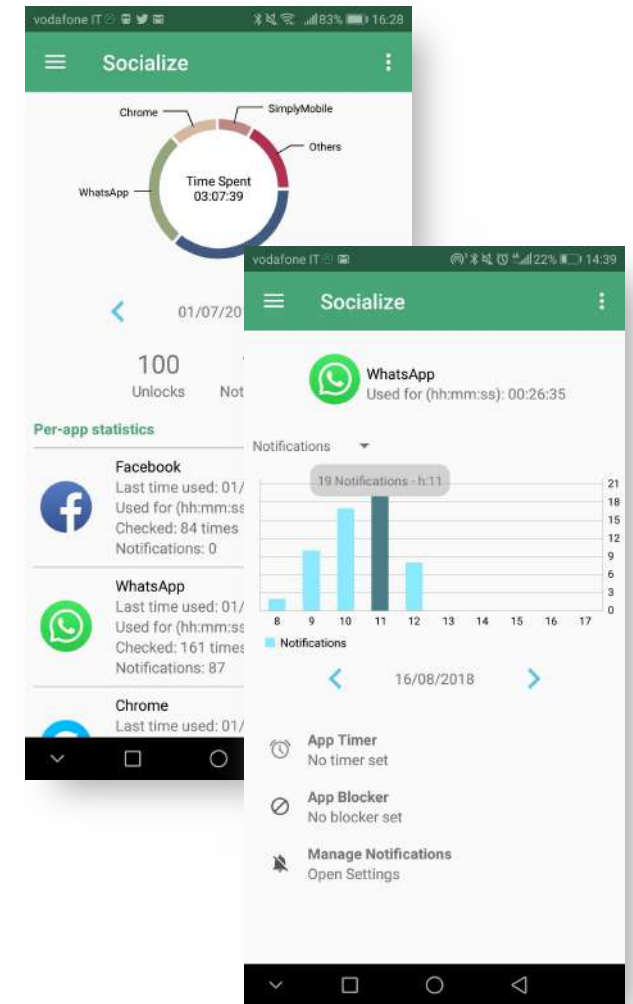 vodafone IT 83% 16:28
Socialize
Chrome
SimplyMobile
Others
WhatsApp
Time Spent
03:07:39
01/07/20
100
Unlocks Not
Per-app statistics
Facebook
Last time used: 01/
Used for (hh:mm:ss
Checked: 84 times
Notifications: 0
WhatsApp
Last time used: 01/
Used for (hh:mm:ss
Checked: 161 times
Notifications: 87
Chrome
Last time used: 01/
vodafone IT 22% 14:39
Socialize
WhatsApp
Used for (hh:mm:ss): 00:26:35
Notifications
19 Notifications - h:11
21
18
15
12
9
6
3
0
8 9 10 11 12 13 14 15 16 17
Notifications
16/08/2018
App Timer
No timer set
App Blocker
No blocker set
Manage Notifications
Open Settings